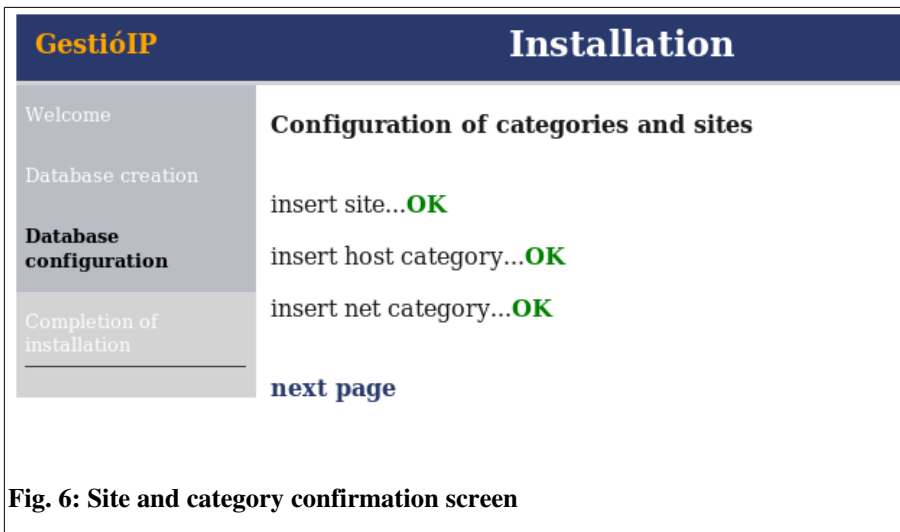 GestióIP
Installation
Welcome
Database creation
Database
configuration
Completion of
installation
Configuration of categories and sites
insert site...OK
insert host category...OK
insert net category...OK
next page
Fig. 6: Site and category confirmation screen